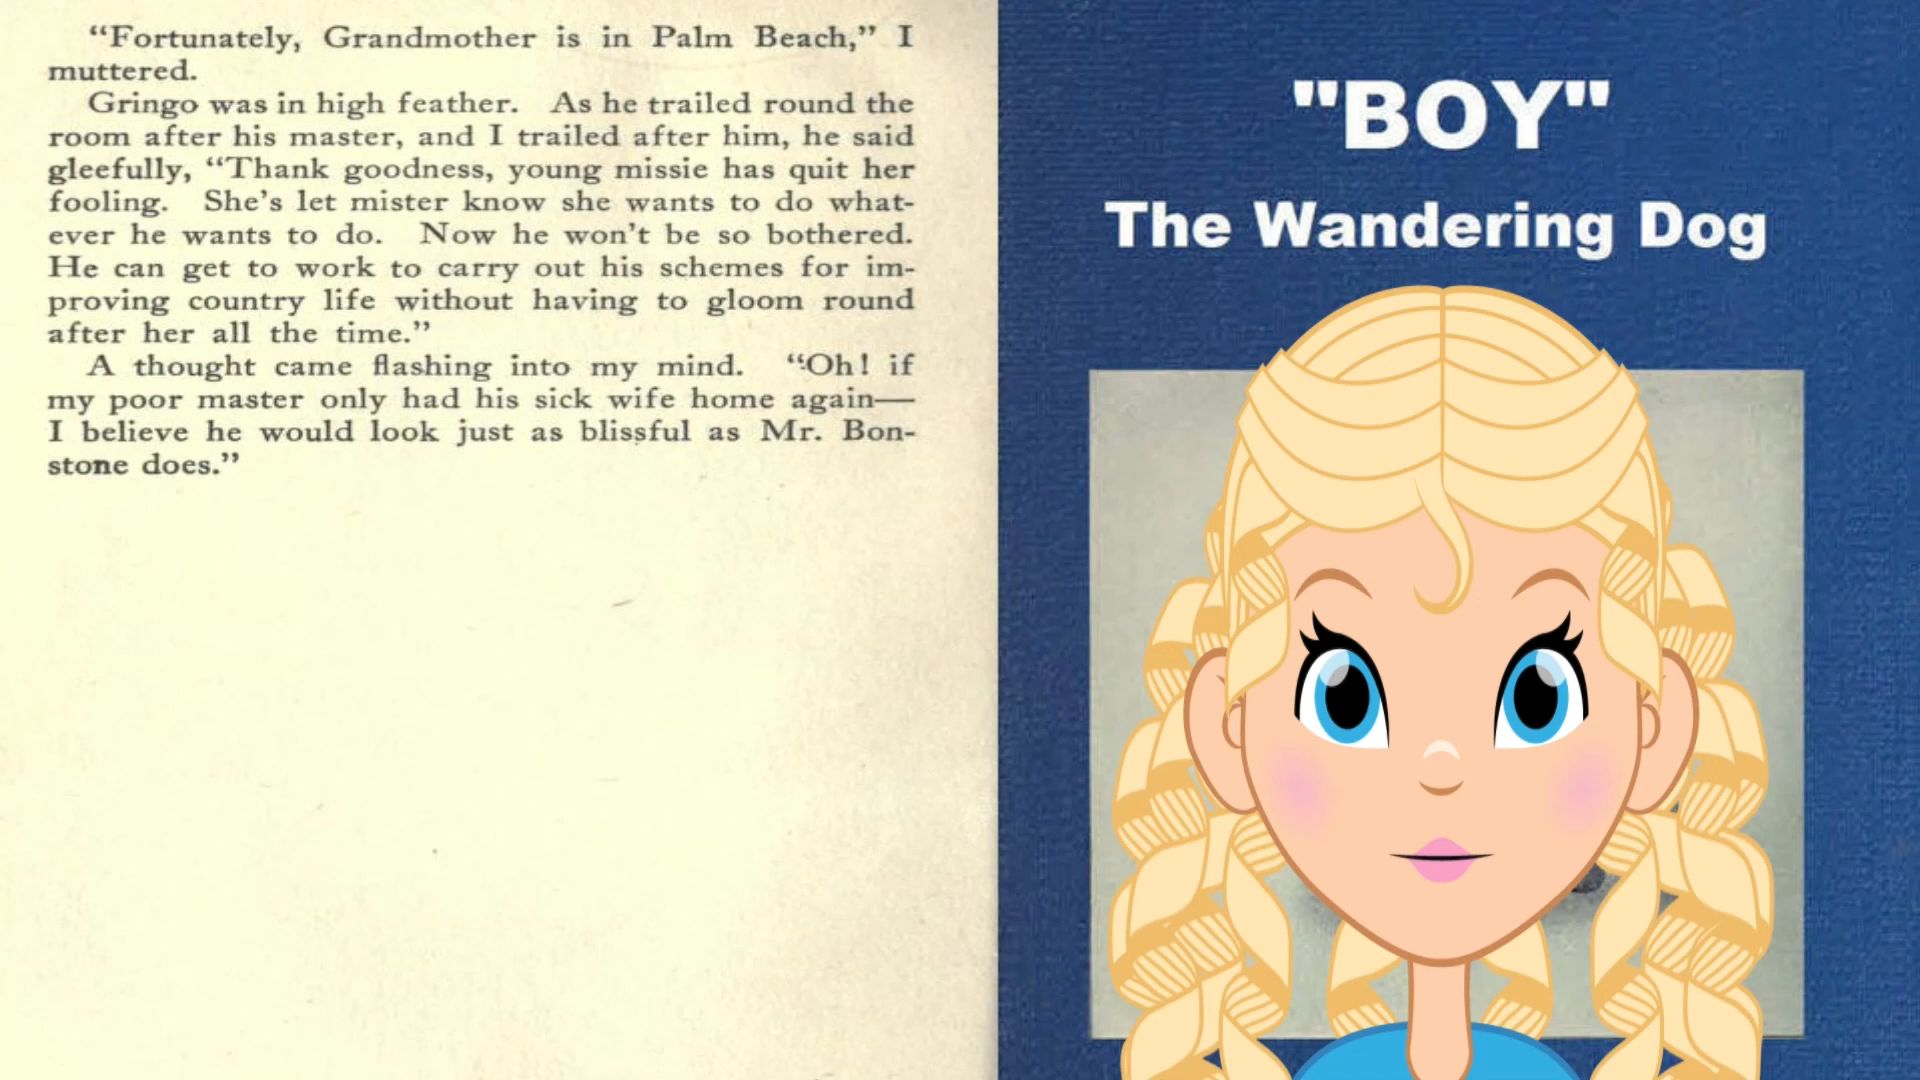 “Fortunately, Grandmother is in Palm Beach,” I
muttered.
Gringo was in high feather. As he trailed round the
room after his master, and I trailed after him, he said
gleefully, “Thank goodness, young missie has quit her
fooling. She’s let mister know she wants to do what-
ever he wants to do. Now he won’t be so bothered.
He can get to work to carry out his schemes for im-
proving country life without having to gloom round
after her all the time.”
A thought came flashing into my mind. “Oh! if
my poor master only had his sick wife home again—
I believe he would look just as blissful as Mr. Bon-
stone does.”
"BOY"
The Wandering Dog